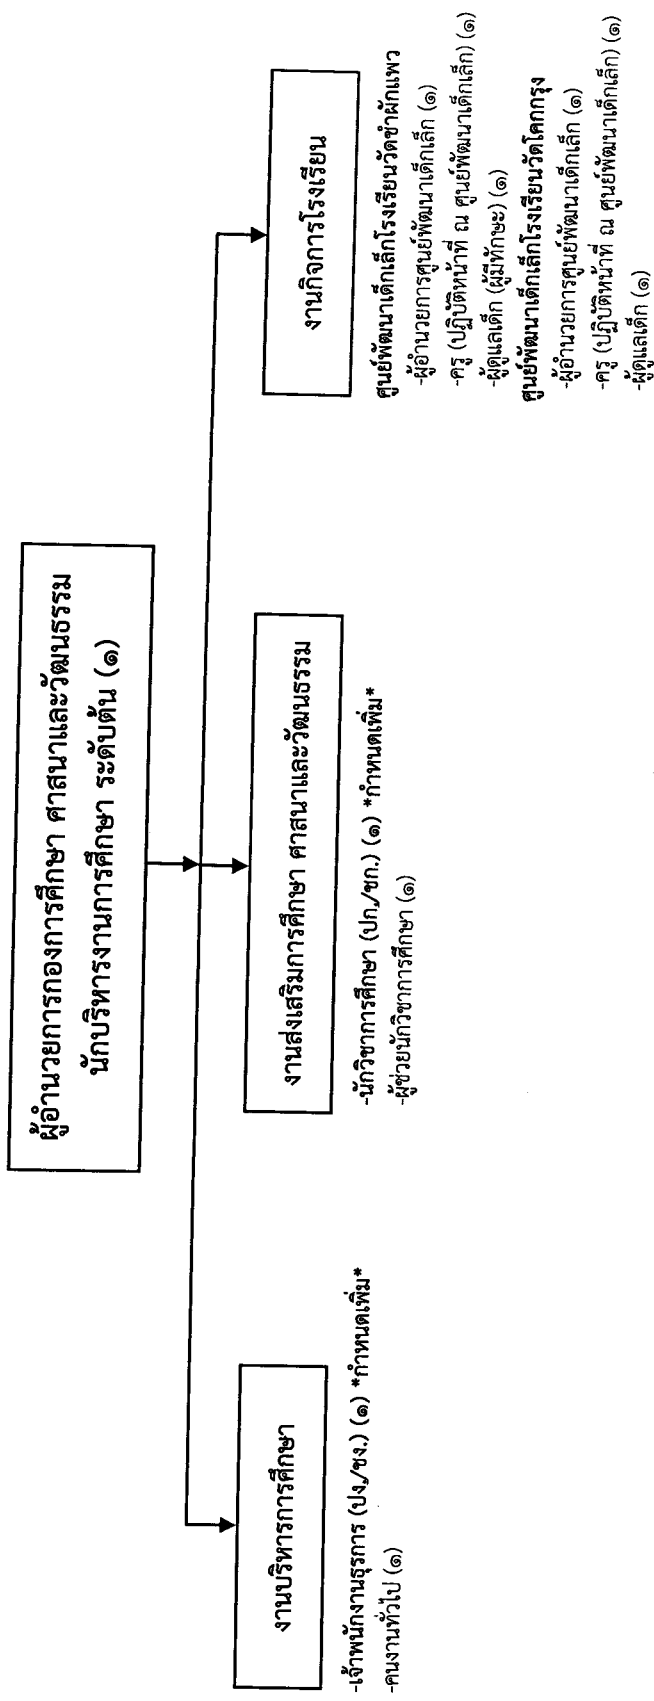 ผู้อำนวยการกองการศึกษา ศาสนาและวัฒนธรรม
นักบริหารงานการศึกษา ระดับต้น (๑)
งานบริหารการศึกษา
-เจ้าพนักงานธุรการ (ปง./ชง.) (๑) *กำหนดเพิ่ม*
-คนงานทั่วไป (๑)
งานส่งเสริมการศึกษา ศาสนาและวัฒนธรรม
-นักวิชาการศึกษา (ปก./ชก.) (๑) *กำหนดเพิ่ม*
-ผู้ช่วยนักวิชาการศึกษา (๑)
งานกิจการโรงเรียน
ศูนย์พัฒนาเด็กเล็กโรงเรียนวัดชำผักแพว
-ผู้อำนวยการศูนย์พัฒนาเด็กเล็ก (๑)
-ครู (ปฏิบัติหน้าที่ ณ ศูนย์พัฒนาเด็กเล็ก) (๑)
-ผู้ดูแลเด็ก (ผู้มีทักษะ) (๑)
ศูนย์พัฒนาเด็กเล็กโรงเรียนวัดโคกกรุง
-ผู้อำนวยการศูนย์พัฒนาเด็กเล็ก (๑)
-ครู (ปฏิบัติหน้าที่ ณ ศูนย์พัฒนาเด็กเล็ก) (๑)
-ผู้ดูแลเด็ก (๑)